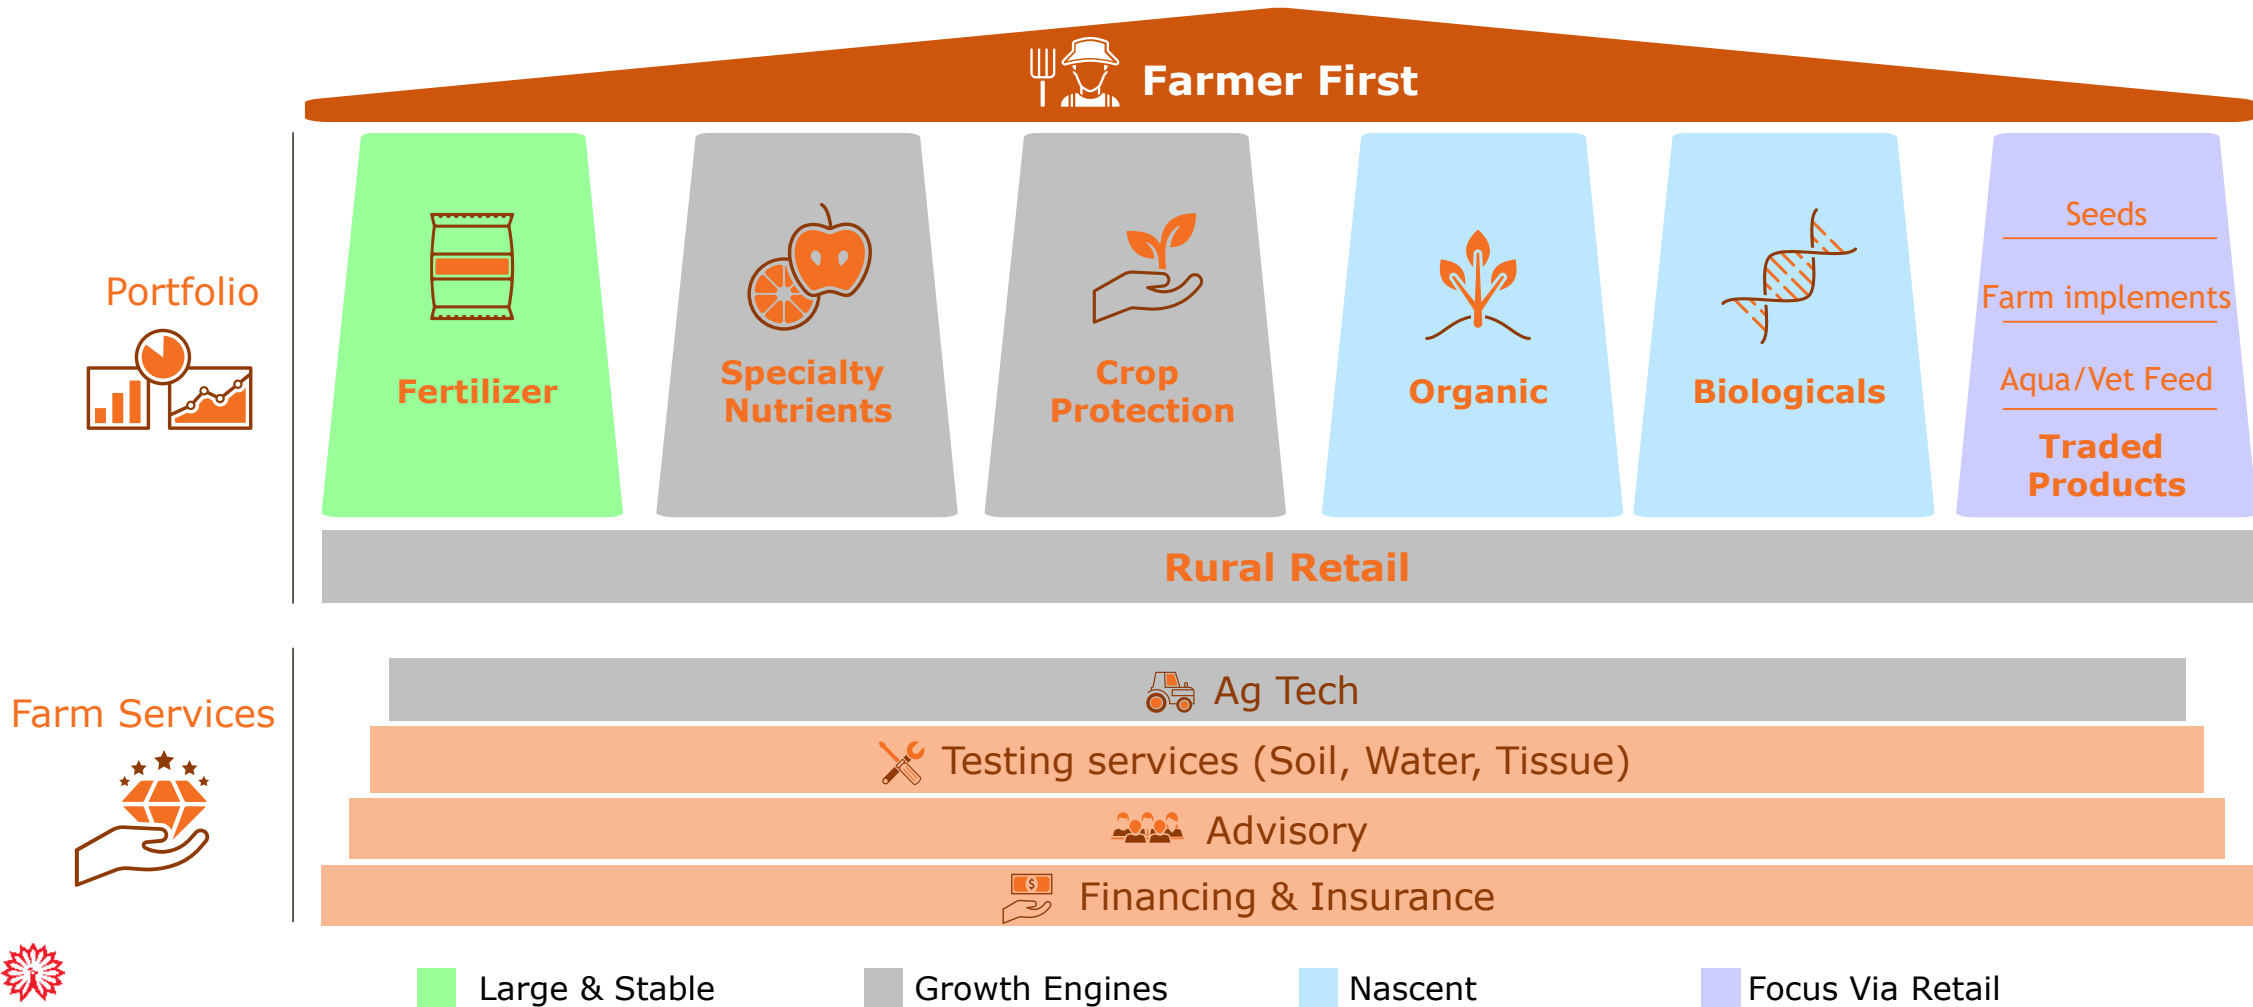 Farmer First
Portfolio
Fertilizer
Specialty
Nutrients
Crop
Protection
Organic
Biologicals
Seeds
Farm implements
Aqua/Vet Feed
Traded
Products
Rural Retail
Farm Services
Ag Tech
Testing services (Soil, Water, Tissue)
Advisory
$
Financing & Insurance
Large & Stable
Growth Engines
Nascent
Focus Via Retail